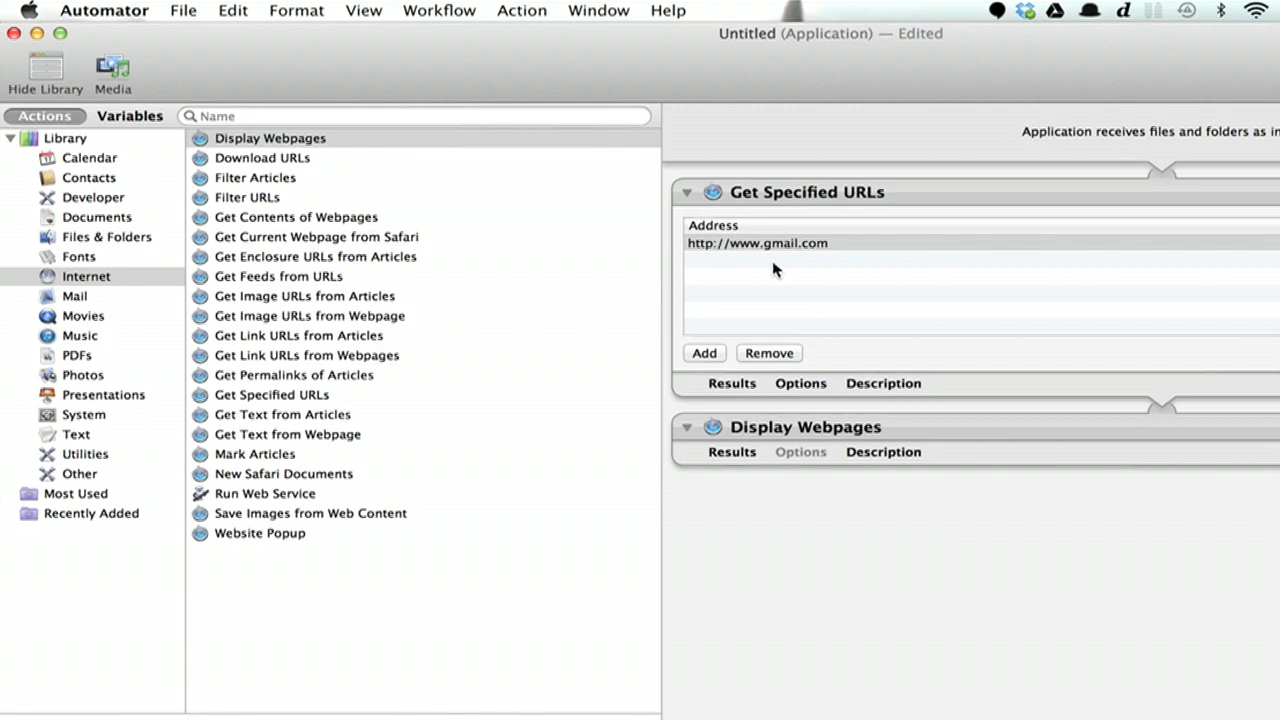 Automator File Edit Format View Workflow Action Window Help
Untitled (Application) — Edited
Hide Library Media
Actions Variables Name
Library
Calendar
Contacts
Developer
Documents
Files & Folders
Fonts
Internet
Mail
Movies
Music
PDFs
Photos
Presentations
System
Text
Utilities
Other
Most Used
Recently Added
Display Webpages
Download URLs
Filter Articles
Filter URLs
Get Contents of Webpages
Get Current Webpage from Safari
Get Enclosure URLs from Articles
Get Feeds from URLs
Get Image URLs from Articles
Get Image URLs from Webpage
Get Link URLs from Articles
Get Link URLs from Webpages
Get Permalinks of Articles
Get Specified URLs
Get Text from Articles
Get Text from Webpage
Mark Articles
New Safari Documents
Run Web Service
Save Images from Web Content
Website Popup
Application receives files and folders as in
Get Specified URLs
Address
http://www.gmail.com
Add Remove
Results Options Description
Display Webpages
Results Options Description